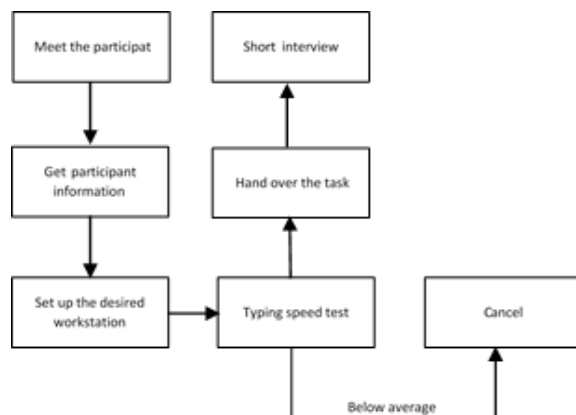 Meet the participat
Short interview
Get participant
information
Hand over the task
Set up the desired
workstation
Typing speed test
Cancel
Below average